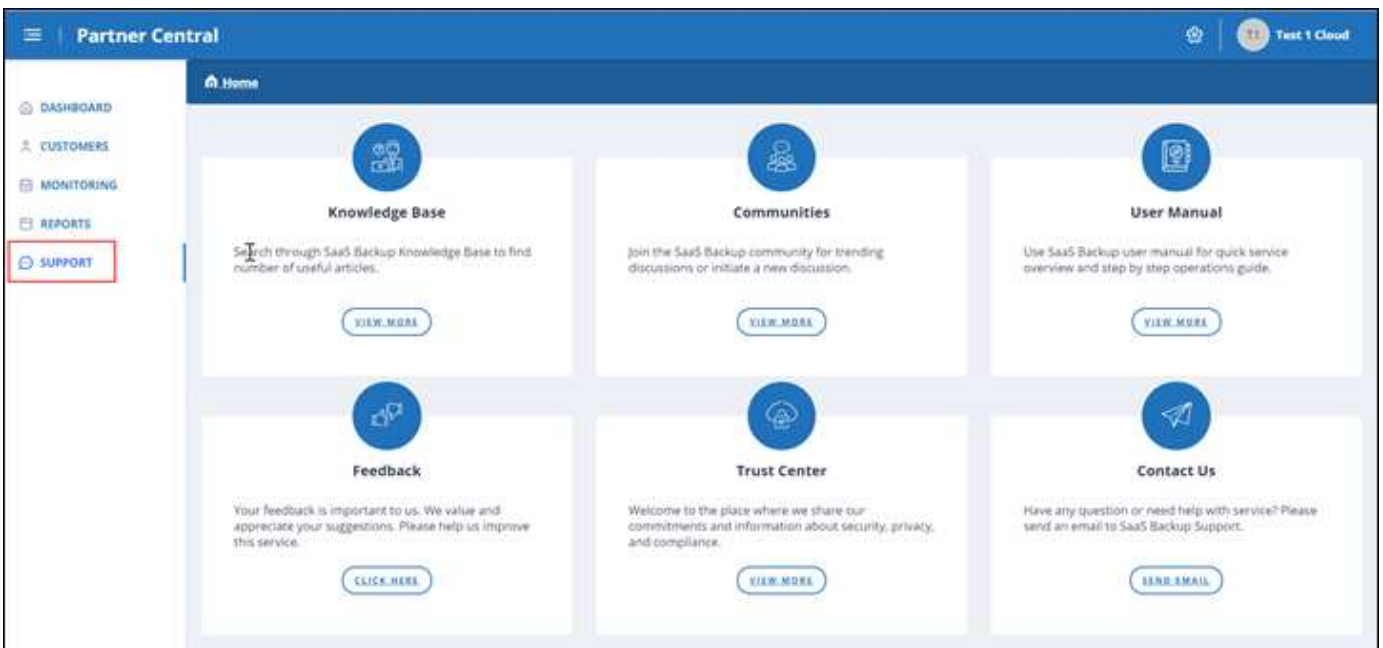 Partner Central
T1 Test 1 Cloud
Home
DASHBOARD
CUSTOMERS
MONITORING
REPORTS
SUPPORT
Knowledge Base
Search through SaaS Backup Knowledge Base to find
number of useful articles.
VIEW MORE
Communities
Join the SaaS Backup community for trending
discussions or initiate a new discussion.
VIEW MORE
User Manual
Use SaaS Backup user manual for quick service
overview and step by step operations guide.
VIEW MORE
Feedback
Your feedback is important to us. We value and
appreciate your suggestions. Please help us improve
this service.
CLICK HERE
Trust Center
Welcome to the place where we share our
commitments and information about security, privacy,
and compliance.
VIEW MORE
Contact Us
Have any question or need help with service? Please
send an email to SaaS Backup Support.
SEND EMAIL